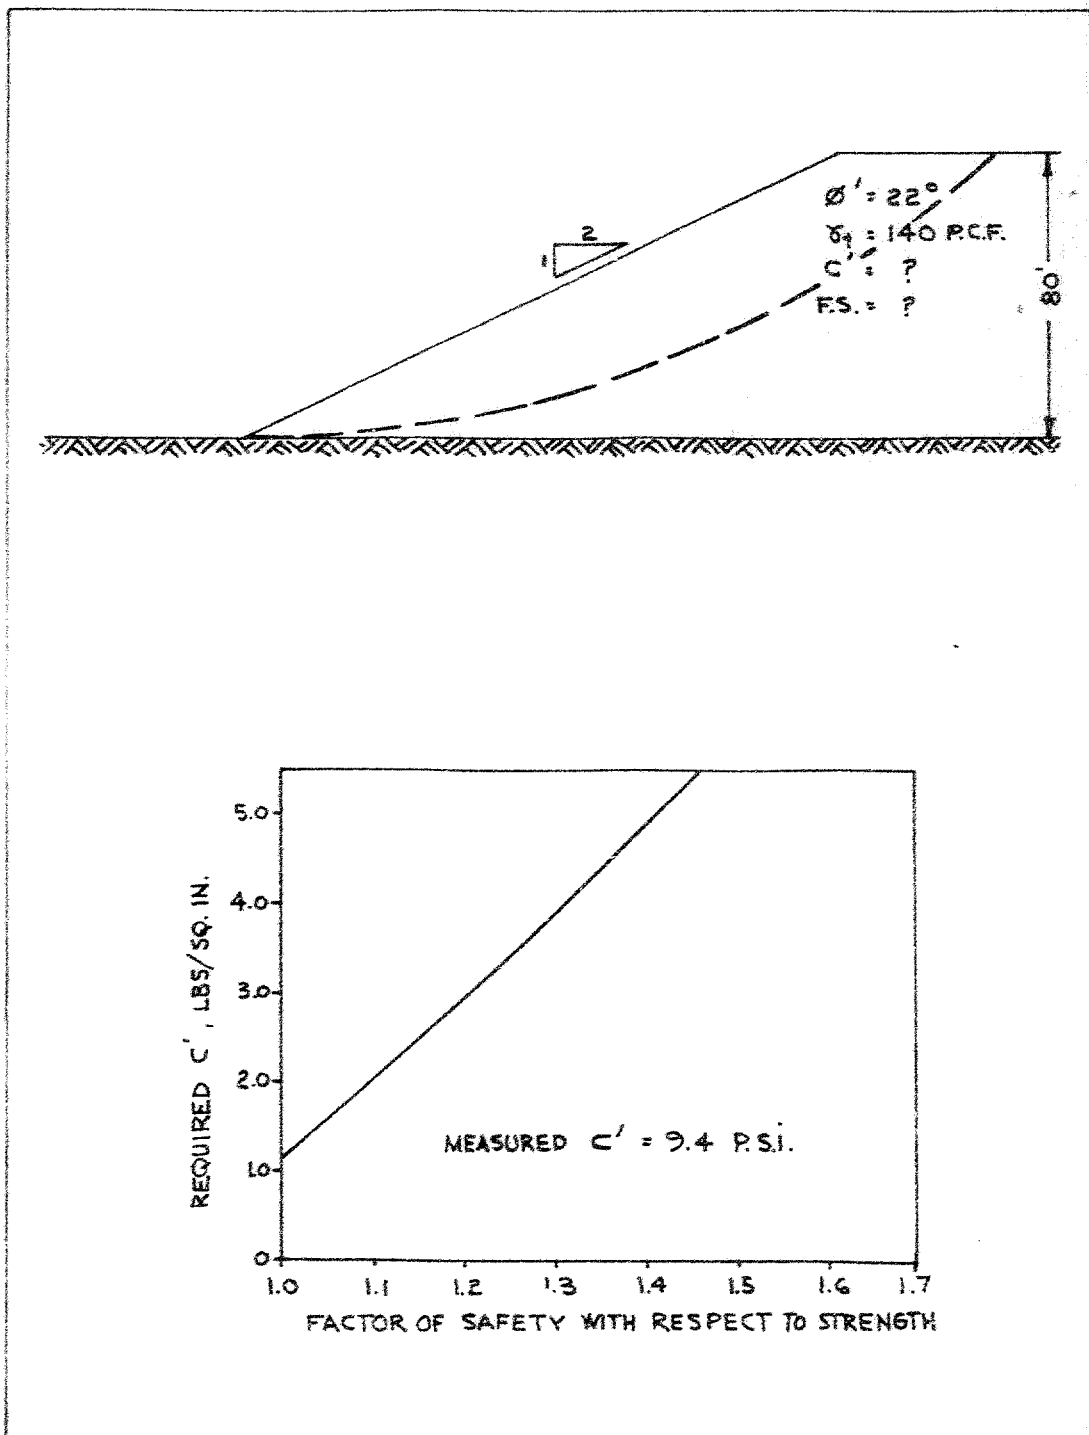 Ø' = 22°
γ₁ = 140 P.C.F.
C' = ?
F.S. = ?
2
1
80'
5.0
4.0
3.0
2.0
1.0
0
REQUIRED C', LBS/SQ. IN.
MEASURED C' = 9.4 P.S.i.
1.0 1.1 1.2 1.3 1.4 1.5 1.6 1.7
FACTOR OF SAFETY WITH RESPECT TO STRENGTH